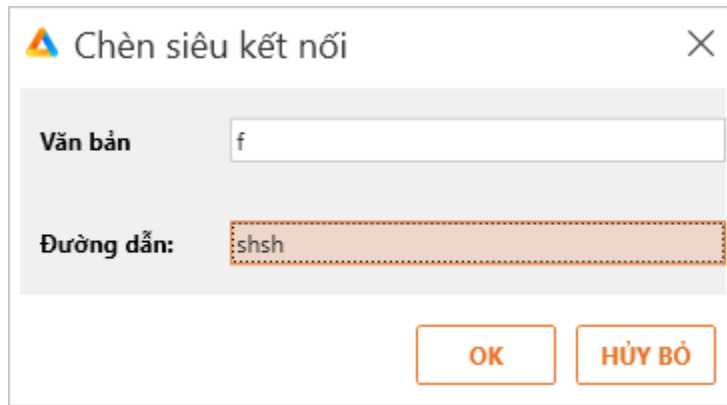 Chèn siêu kết nối
Văn bản
f
Đường dẫn:
shsh
OK
HỦY BỎ